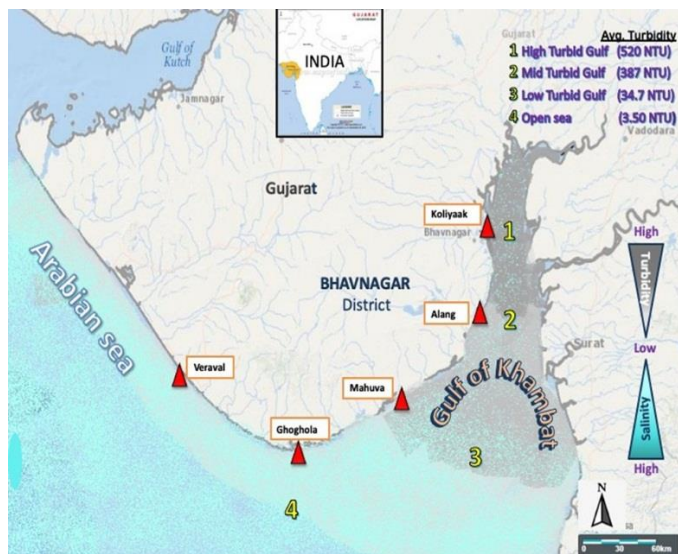 GUJARAT
INDIA
Gulf of
Kutch
Jamnagar
Gujarat
Avg. Turbidity
1 High Turbid Gulf (520 NTU)
2 Mid Turbid Gulf (387 NTU)
3 Low Turbid Gulf (34.7 NTU)
4 Open sea (3.50 NTU)
Vadodara
Gujarat
Koliyaak
Bhavnagar
1
High
Turbidity
Low
Salinity
High
Arabian sea
BHAVNAGAR
District
Alang
2
Surat
Veraval
Mahuva
Gulf of Khambat
Ghoghola
3
4
N
0 30 60km